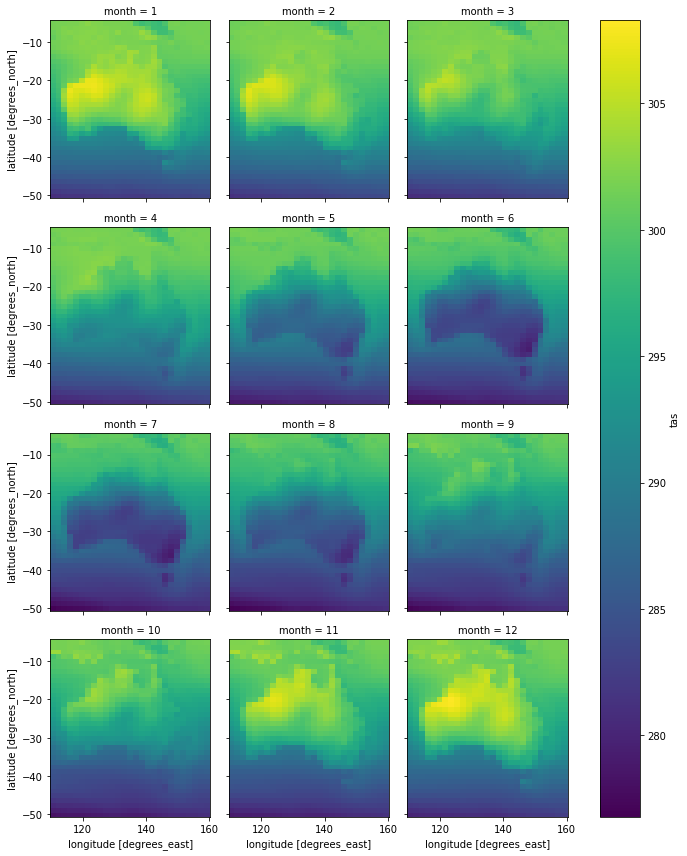 month = 1
month = 2
month = 3
−10
−20
−30
−40
−50
latitude [degrees_north]
month = 4
month = 5
month = 6
−10
−20
−30
−40
−50
latitude [degrees_north]
month = 7
month = 8
month = 9
−10
−20
−30
−40
−50
latitude [degrees_north]
month = 10
month = 11
month = 12
−10
−20
−30
−40
−50
latitude [degrees_north]
120 140 160
120 140 160
120 140 160
longitude [degrees_east]
longitude [degrees_east]
longitude [degrees_east]
305
300
295
290
285
280
tas